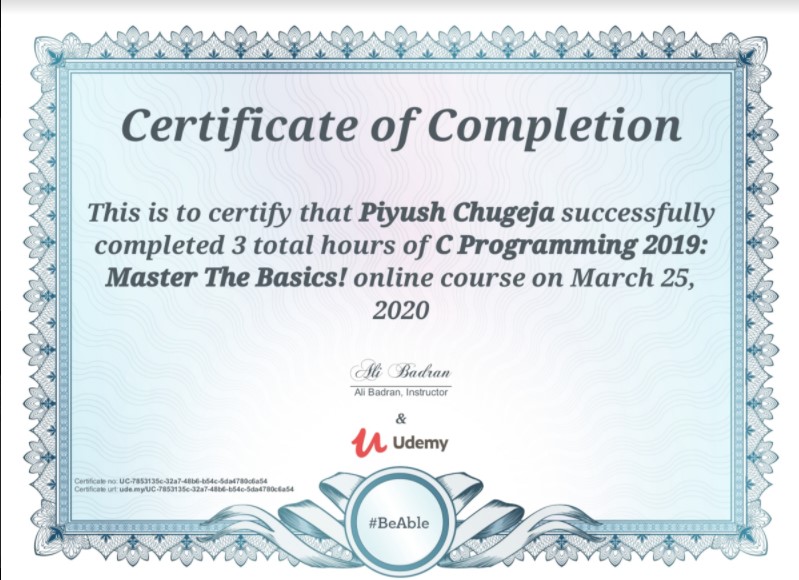 Certificate of Completion
This is to certify that Piyush Chugeja successfully
completed 3 total hours of C Programming 2019:
Master The Basics! online course on March 25,
2020
Ali Badran
Ali Badran, Instructor
&
Udemy
Certificate no: UC-7853135c-32a7-48b6-b54c-5da4780c6a54
Certificate url: ude.my/UC-7853135c-32a7-48b6-b54c-5da4780c6a54
#BeAble